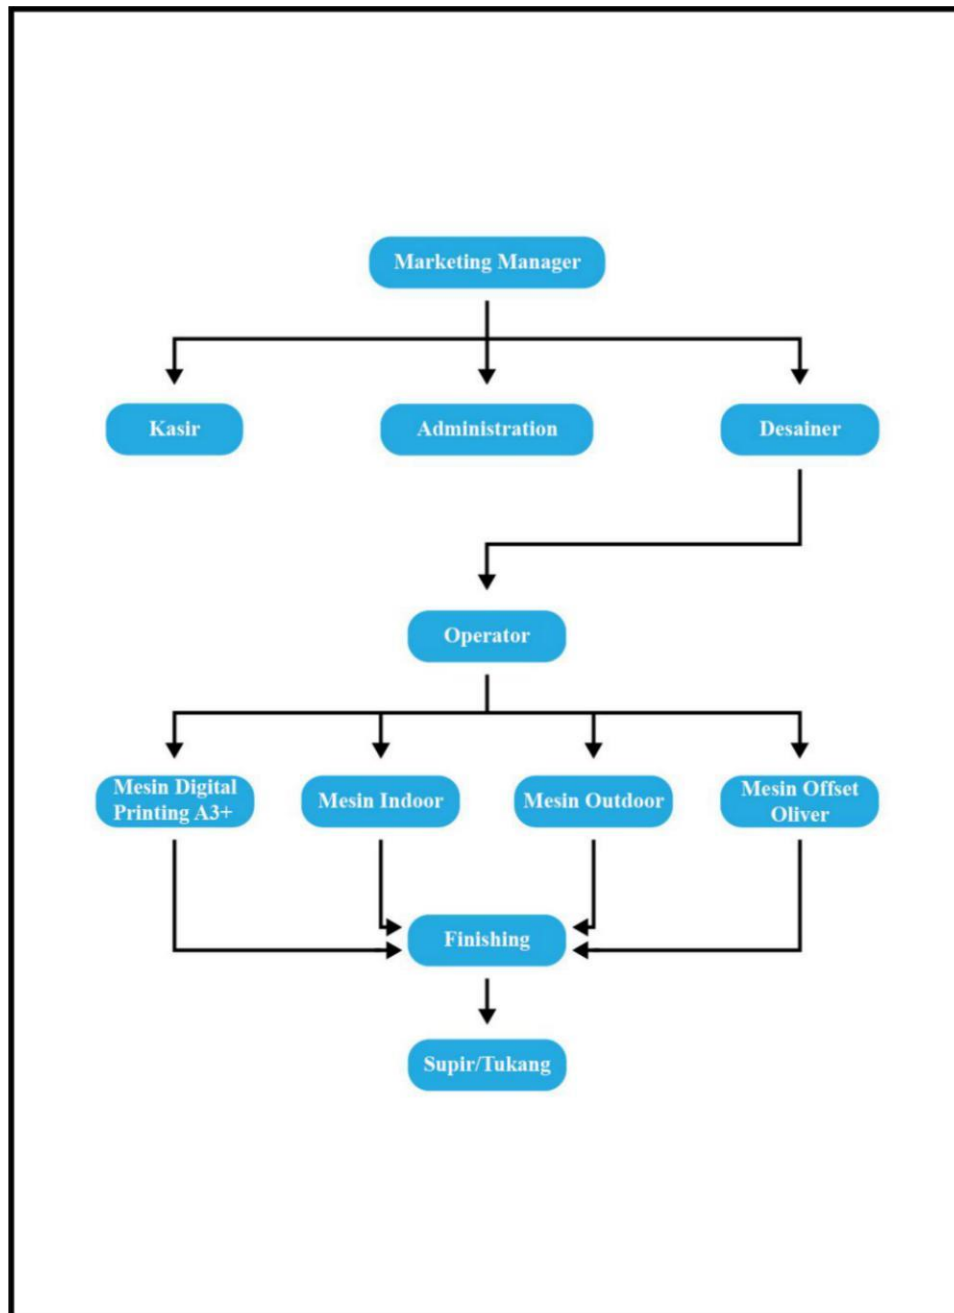 Marketing Manager
Kasir
Administration
Desainer
Operator
Mesin Digital
Printing A3+
Mesin Indoor
Mesin Outdoor
Mesin Offset
Oliver
Finishing
Supir/Tukang